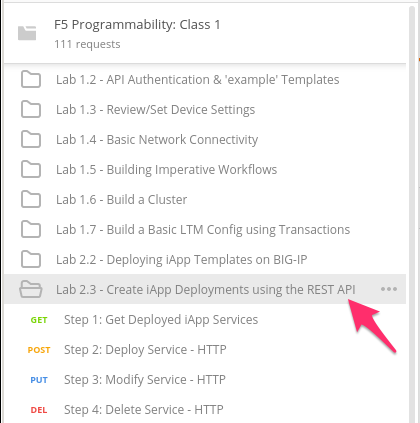 F5 Programmability: Class 1
111 requests
Lab 1.2 - API Authentication & 'example' Templates
Lab 1.3 - Review/Set Device Settings
Lab 1.4 - Basic Network Connectivity
Lab 1.5 - Building Imperative Workflows
Lab 1.6 - Build a Cluster
Lab 1.7 - Build a Basic LTM Config using Transactions
Lab 2.2 - Deploying iApp Templates on BIG-IP
Lab 2.3 - Create iApp Deployments using the REST API
GET Step 1: Get Deployed iApp Services
POST Step 2: Deploy Service - HTTP
PUT Step 3: Modify Service - HTTP
DEL Step 4: Delete Service - HTTP